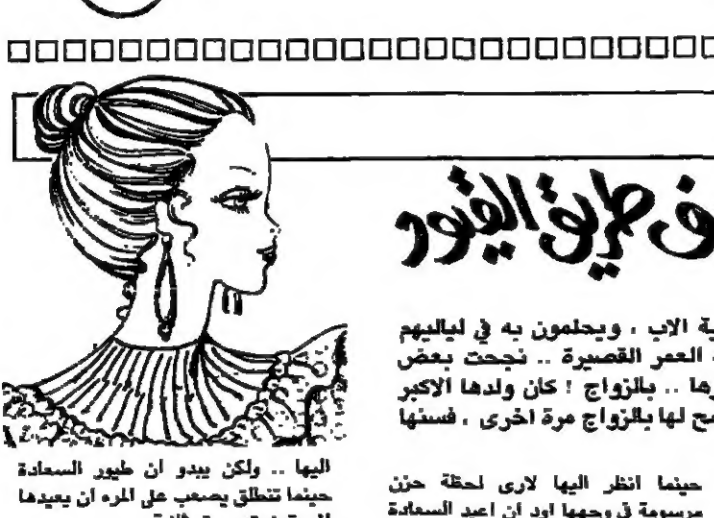 في طريق القيود
ية الاب ، ويحلمون به في لياليهم
العمر القصيرة .. نجحت بعض
رها .. بالزواج ! كان ولدها الاكبر
مح لها بالزواج مرة اخرى ، فسنها
حينما انظر اليها لارى لحظة حزن
مرسومة في وجهها اود ان اعيد السعادة
اليها .. ولكن يبدو ان طيور السعادة
حينما تنطلق يصعب على المرء ان يعيدها